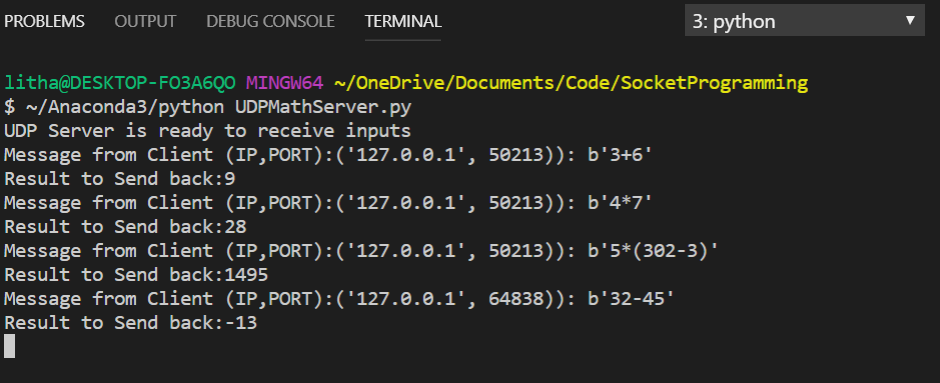 PROBLEMS OUTPUT DEBUG CONSOLE TERMINAL 3: python
litha@DESKTOP-FO3A6QO MINGW64 ~/OneDrive/Documents/Code/SocketProgramming
$ ~/Anaconda3/python UDPMathServer.py
UDP Server is ready to receive inputs
Message from Client (IP,PORT):('127.0.0.1', 50213)): b'3+6'
Result to Send back:9
Message from Client (IP,PORT):('127.0.0.1', 50213)): b'4*7'
Result to Send back:28
Message from Client (IP,PORT):('127.0.0.1', 50213)): b'5*(302-3)'
Result to Send back:1495
Message from Client (IP,PORT):('127.0.0.1', 64838)): b'32-45'
Result to Send back:-13